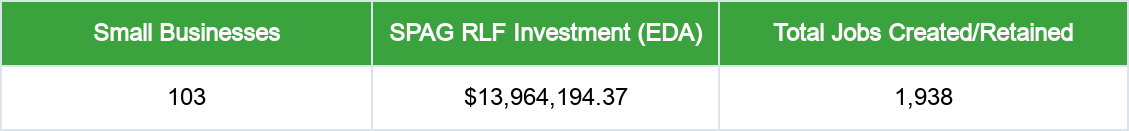 Small Businesses SPAG RLF Investment (EDA) Total Jobs Created/Retained
103 $13,964,194.37 1,938